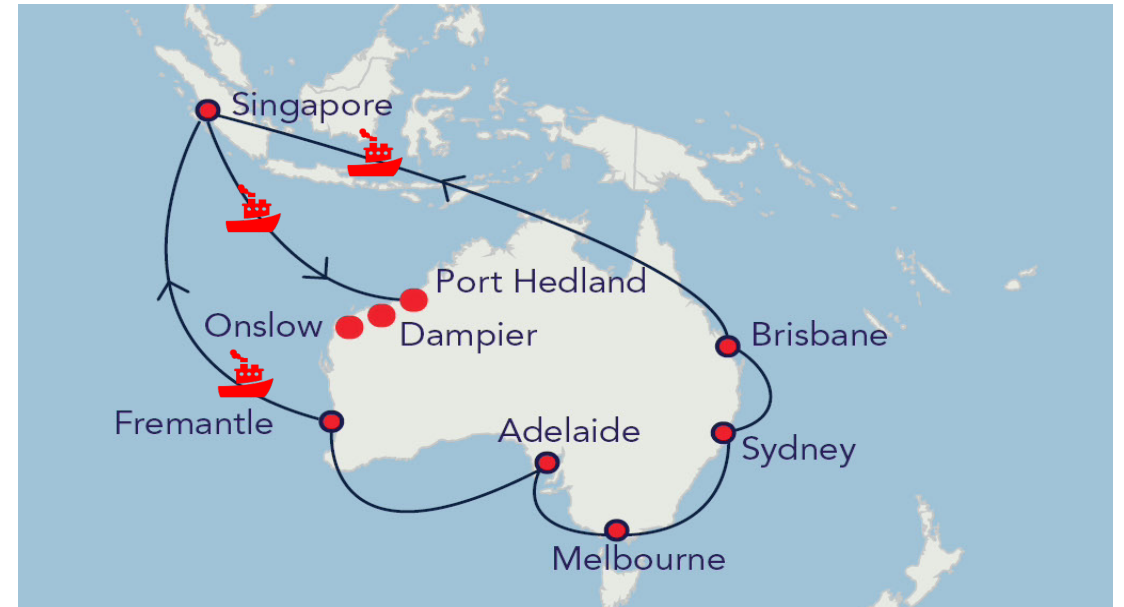 Singapore
Port Hedland
Onslow
Dampier
Brisbane
Fremantle
Adelaide
Sydney
Melbourne